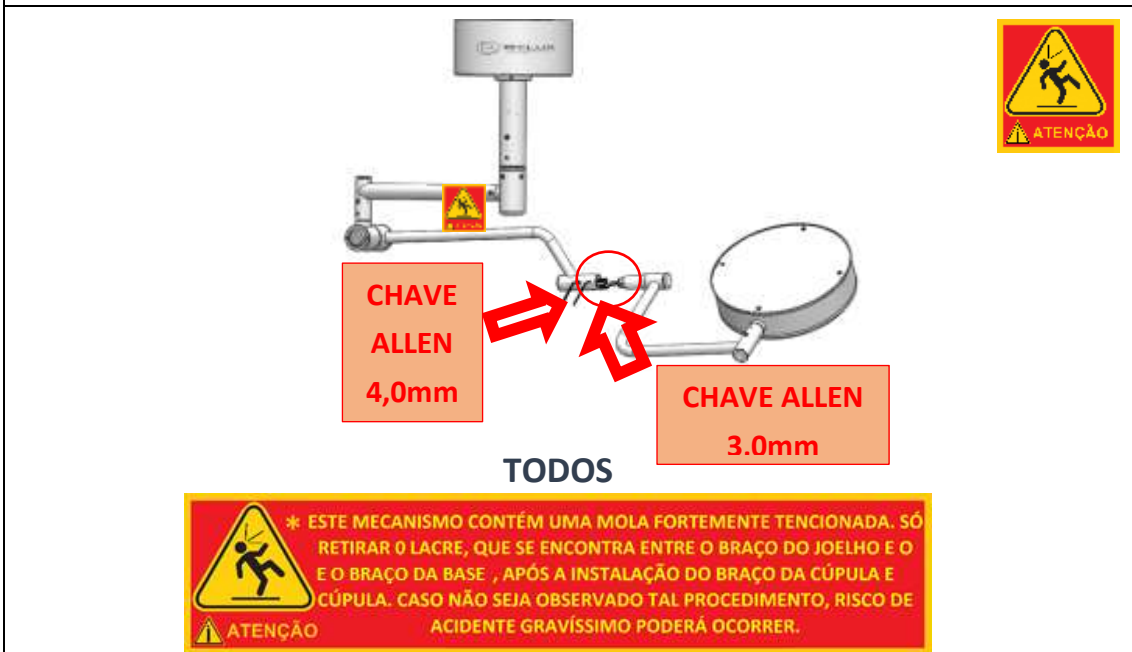 ATENÇÃO
CHAVE
ALLEN
4,0mm
CHAVE ALLEN
3.0mm
TODOS
* ESTE MECANISMO CONTÉM UMA MOLA FORTEMENTE TENCIONADA. SÓ
RETIRAR 0 LACRE, QUE SE ENCONTRA ENTRE O BRAÇO DO JOELHO E O
E O BRAÇO DA BASE , APÓS A INSTALAÇÃO DO BRAÇO DA CÚPULA E
CÚPULA. CASO NÃO SEJA OBSERVADO TAL PROCEDIMENTO, RISCO DE
ACIDENTE GRAVÍSSIMO PODERÁ OCORRER.
ATENÇÃO